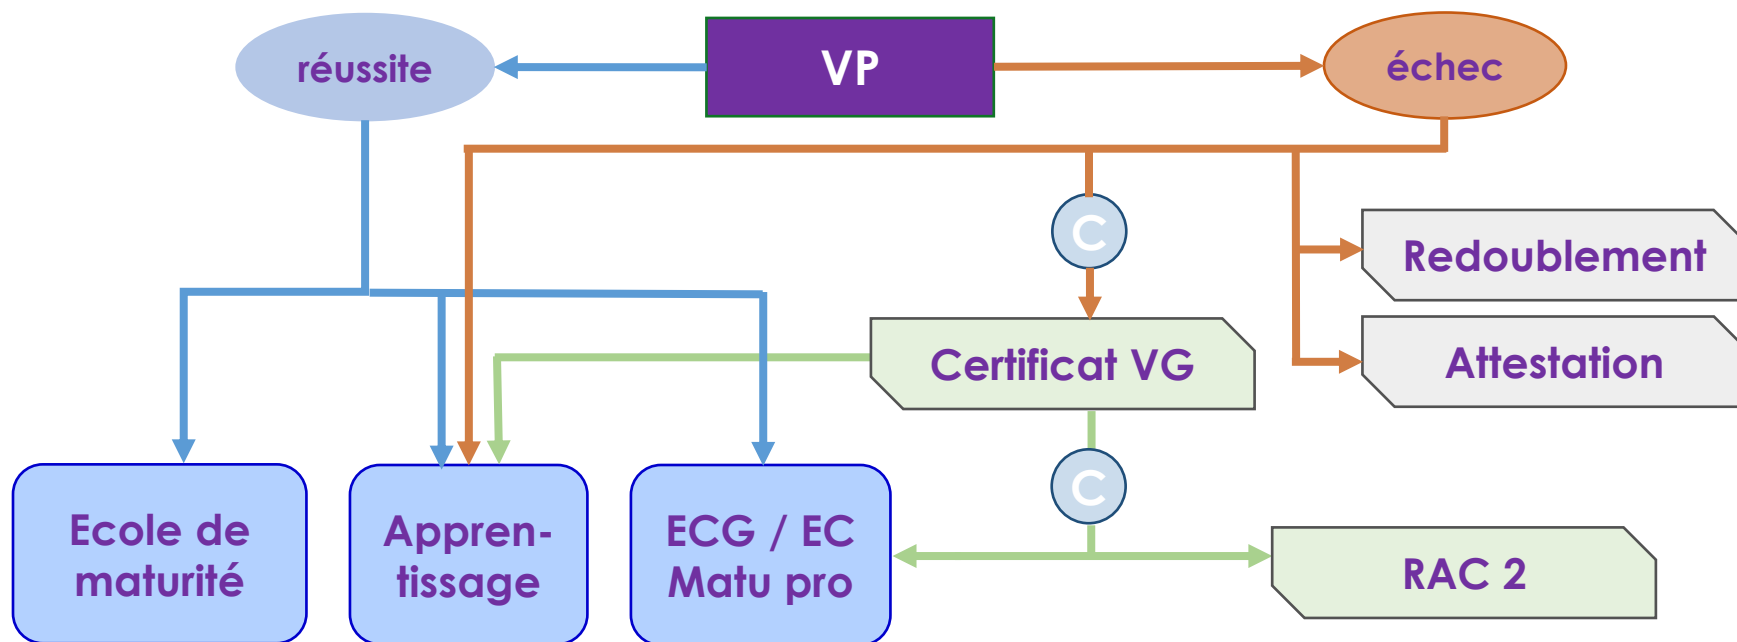 réussite
VP
échec
C
Redoublement
Certificat VG
Attestation
C
Ecole de
maturité
Appren-
tissage
ECG / EC
Matu pro
RAC 2